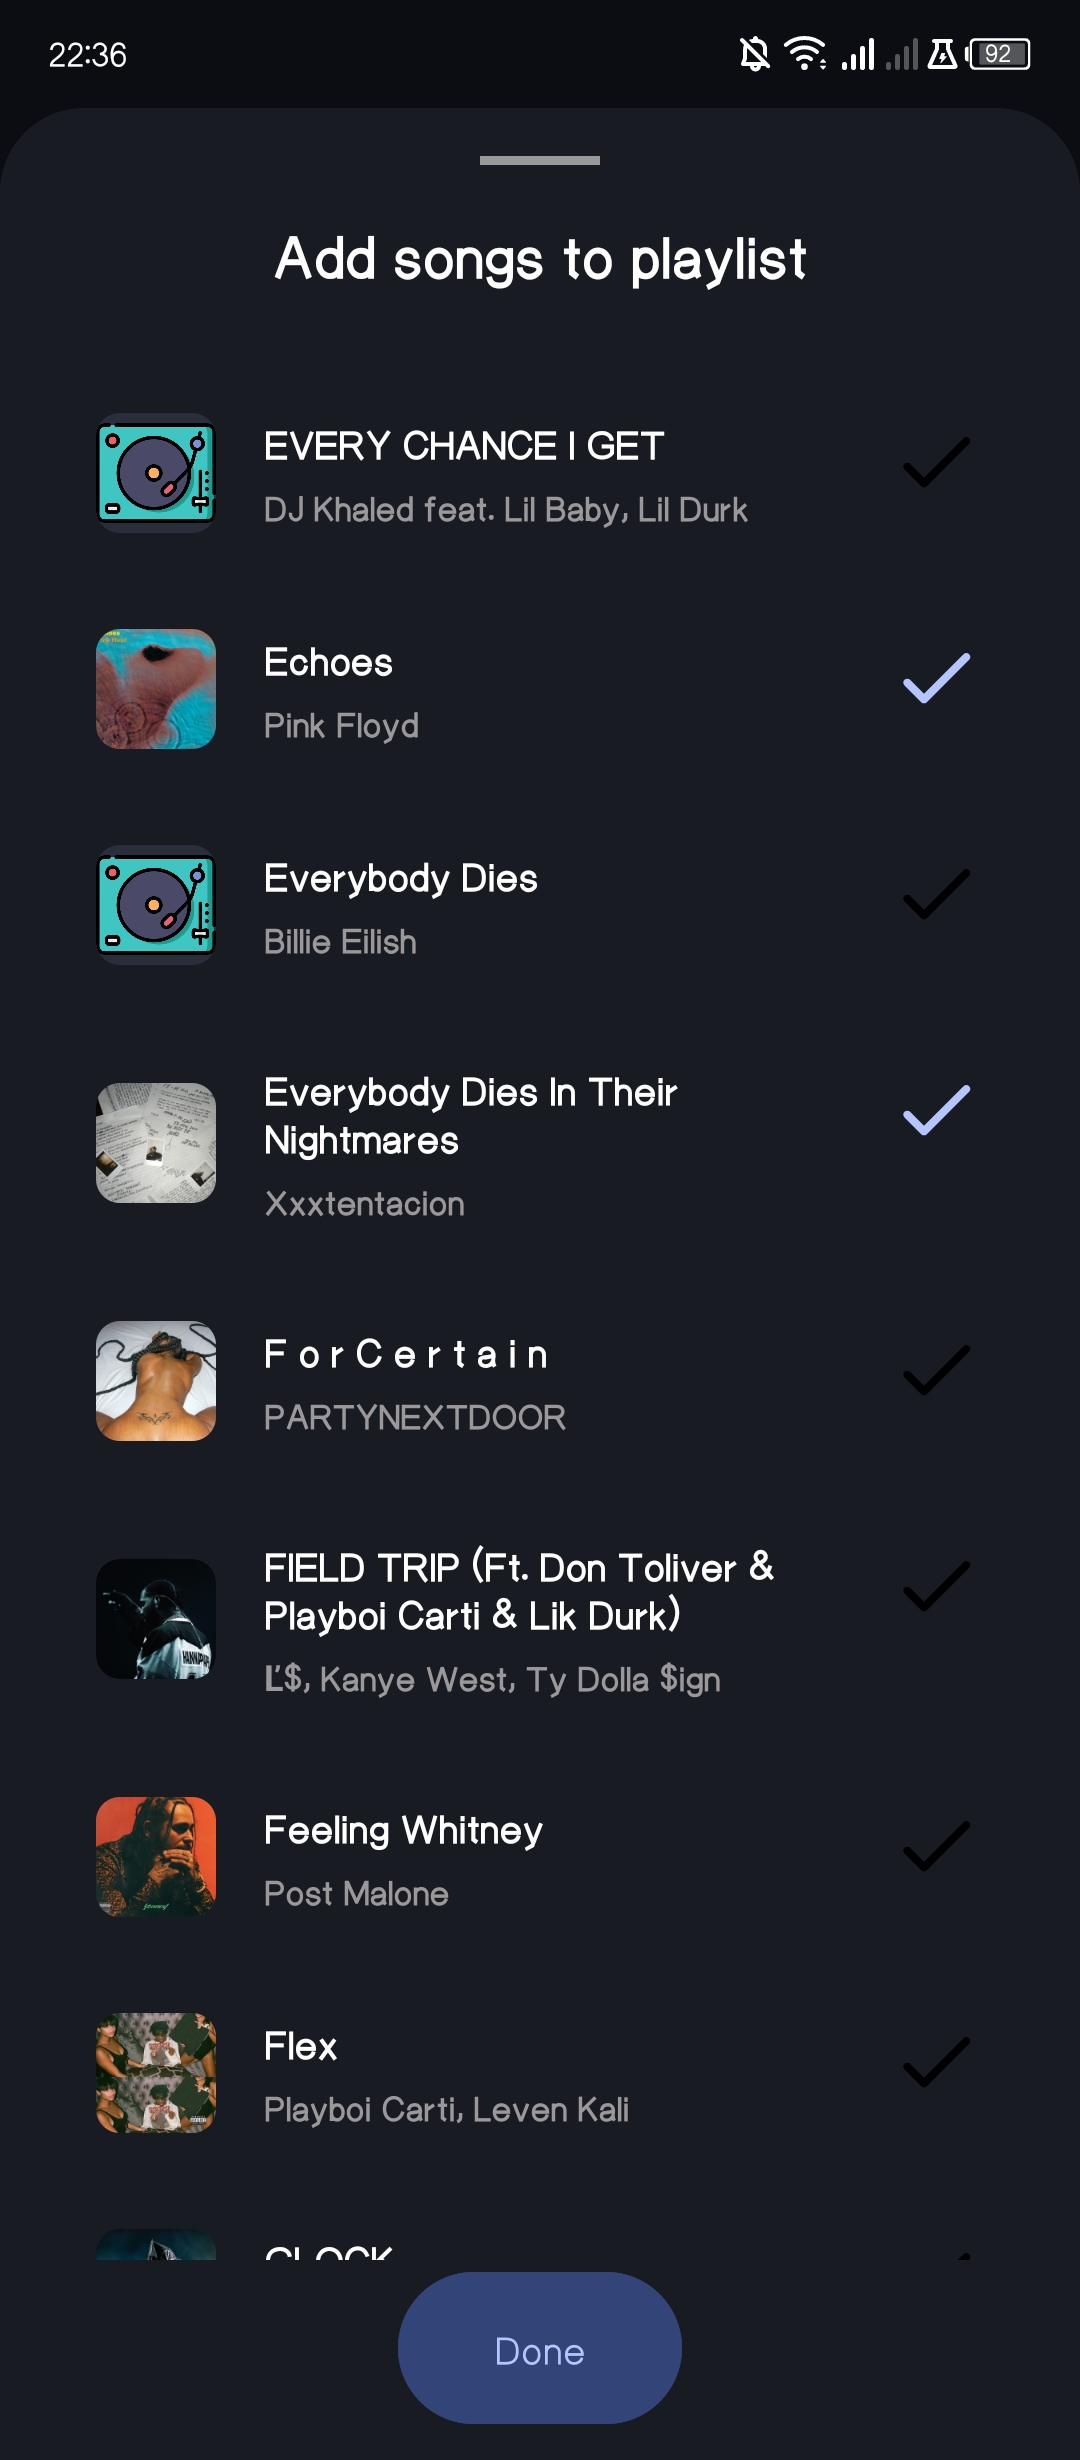 22:36
92
Add songs to playlist
EVERY CHANCE I GET
DJ Khaled feat. Lil Baby, Lil Durk
Echoes
Pink Floyd
Everybody Dies
Billie Eilish
Everybody Dies In Their
Nightmares
Xxxtentacion
F o r C e r t a i n
PARTYNEXTDOOR
FIELD TRIP (Ft. Don Toliver &
Playboi Carti & Lik Durk)
Ľ$, Kanye West, Ty Dolla $ign
Feeling Whitney
Post Malone
Flex
Playboi Carti, Leven Kali
Done